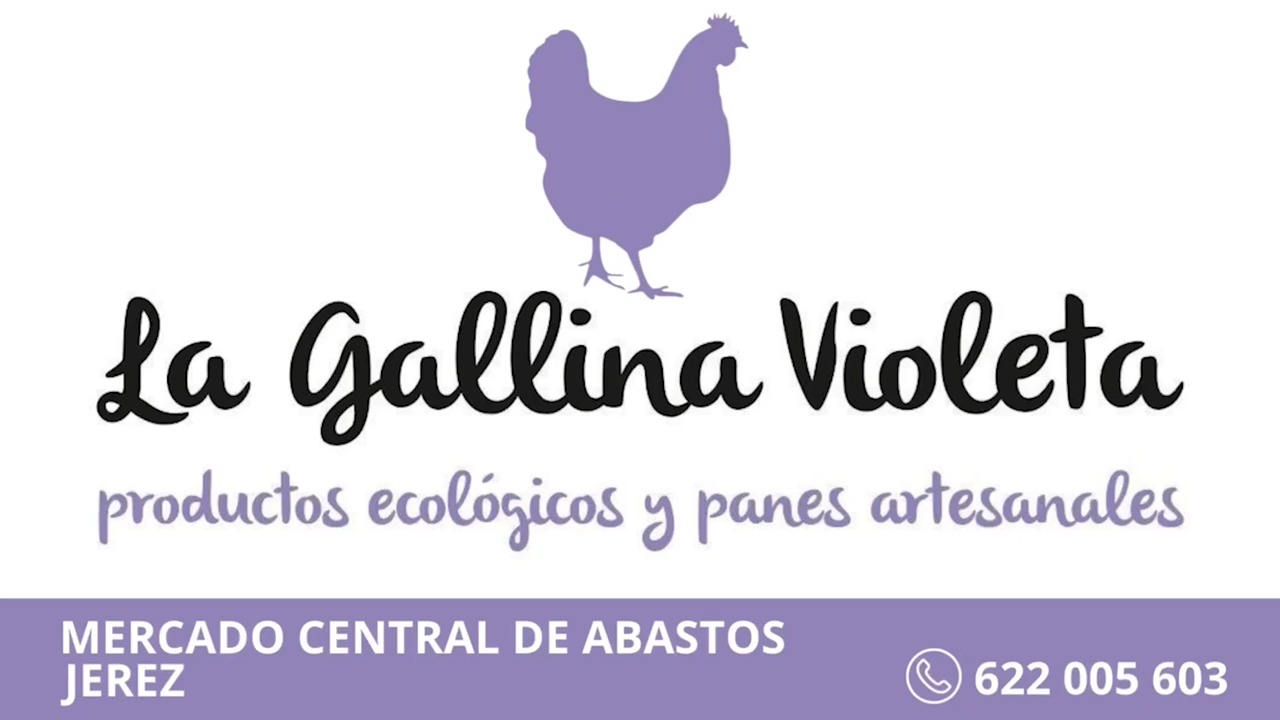 La Gallina Violeta
productos ecológicos y panes artesanales
MERCADO CENTRAL DE ABASTOS
JEREZ
622 005 603